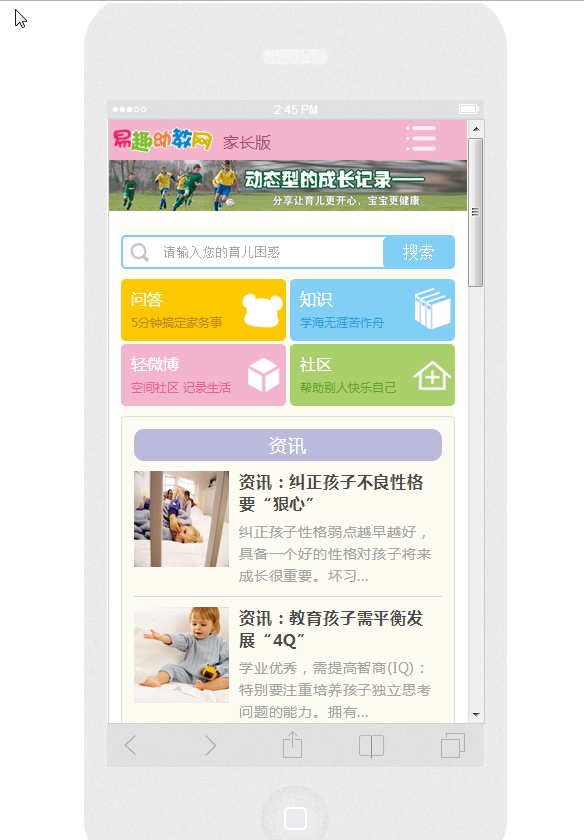 2:45 PM
易趣幼教网 家长版
动态型的成长记录——
分享让育儿更开心，宝宝更健康。
请输入您的育儿困惑
搜索
问答
5分钟搞定家务事
知识
学海无涯苦作舟
轻微博
空间社区 记录生活
社区
帮助别人快乐自己
资讯
资讯：纠正孩子不良性格
要“狠心”
纠正孩子性格弱点越早越好，
具备一个好的性格对孩子将来
成长很重要。坏习...
资讯：教育孩子需平衡发
展“4Q”
学业优秀，需提高智商(IQ)：
特别要注重培养孩子独立思考
问题的能力。拥有...